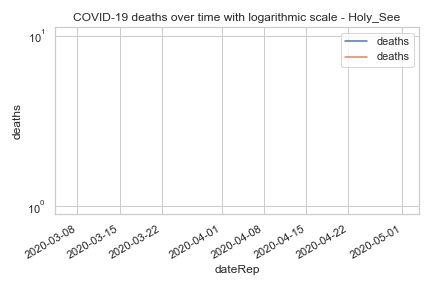 COVID-19 deaths over time with logarithmic scale - Holy_See
10¹
deaths
deaths
deaths
10⁰
2020-03-08
2020-03-15
2020-03-22
2020-04-01
2020-04-08
2020-04-15
2020-04-22
2020-05-01
dateRep